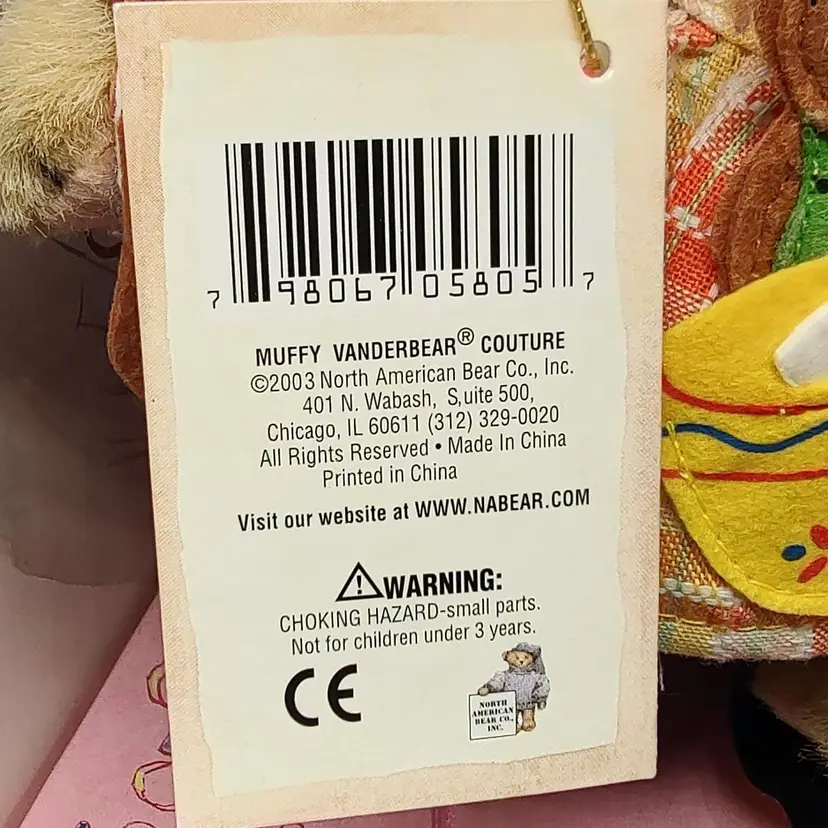 7 98067 05805 7
MUFFY VANDERBEAR® COUTURE
©2003 North American Bear Co., Inc.
401 N. Wabash, S,uite 500,
Chicago, IL 60611 (312) 329-0020
All Rights Reserved • Made In China
Printed in China
Visit our website at WWW.NABEAR.COM
WARNING:
CHOKING HAZARD-small parts.
Not for children under 3 years.
CE
NORTH
AMERICAN
BEAR CO.,
INC.